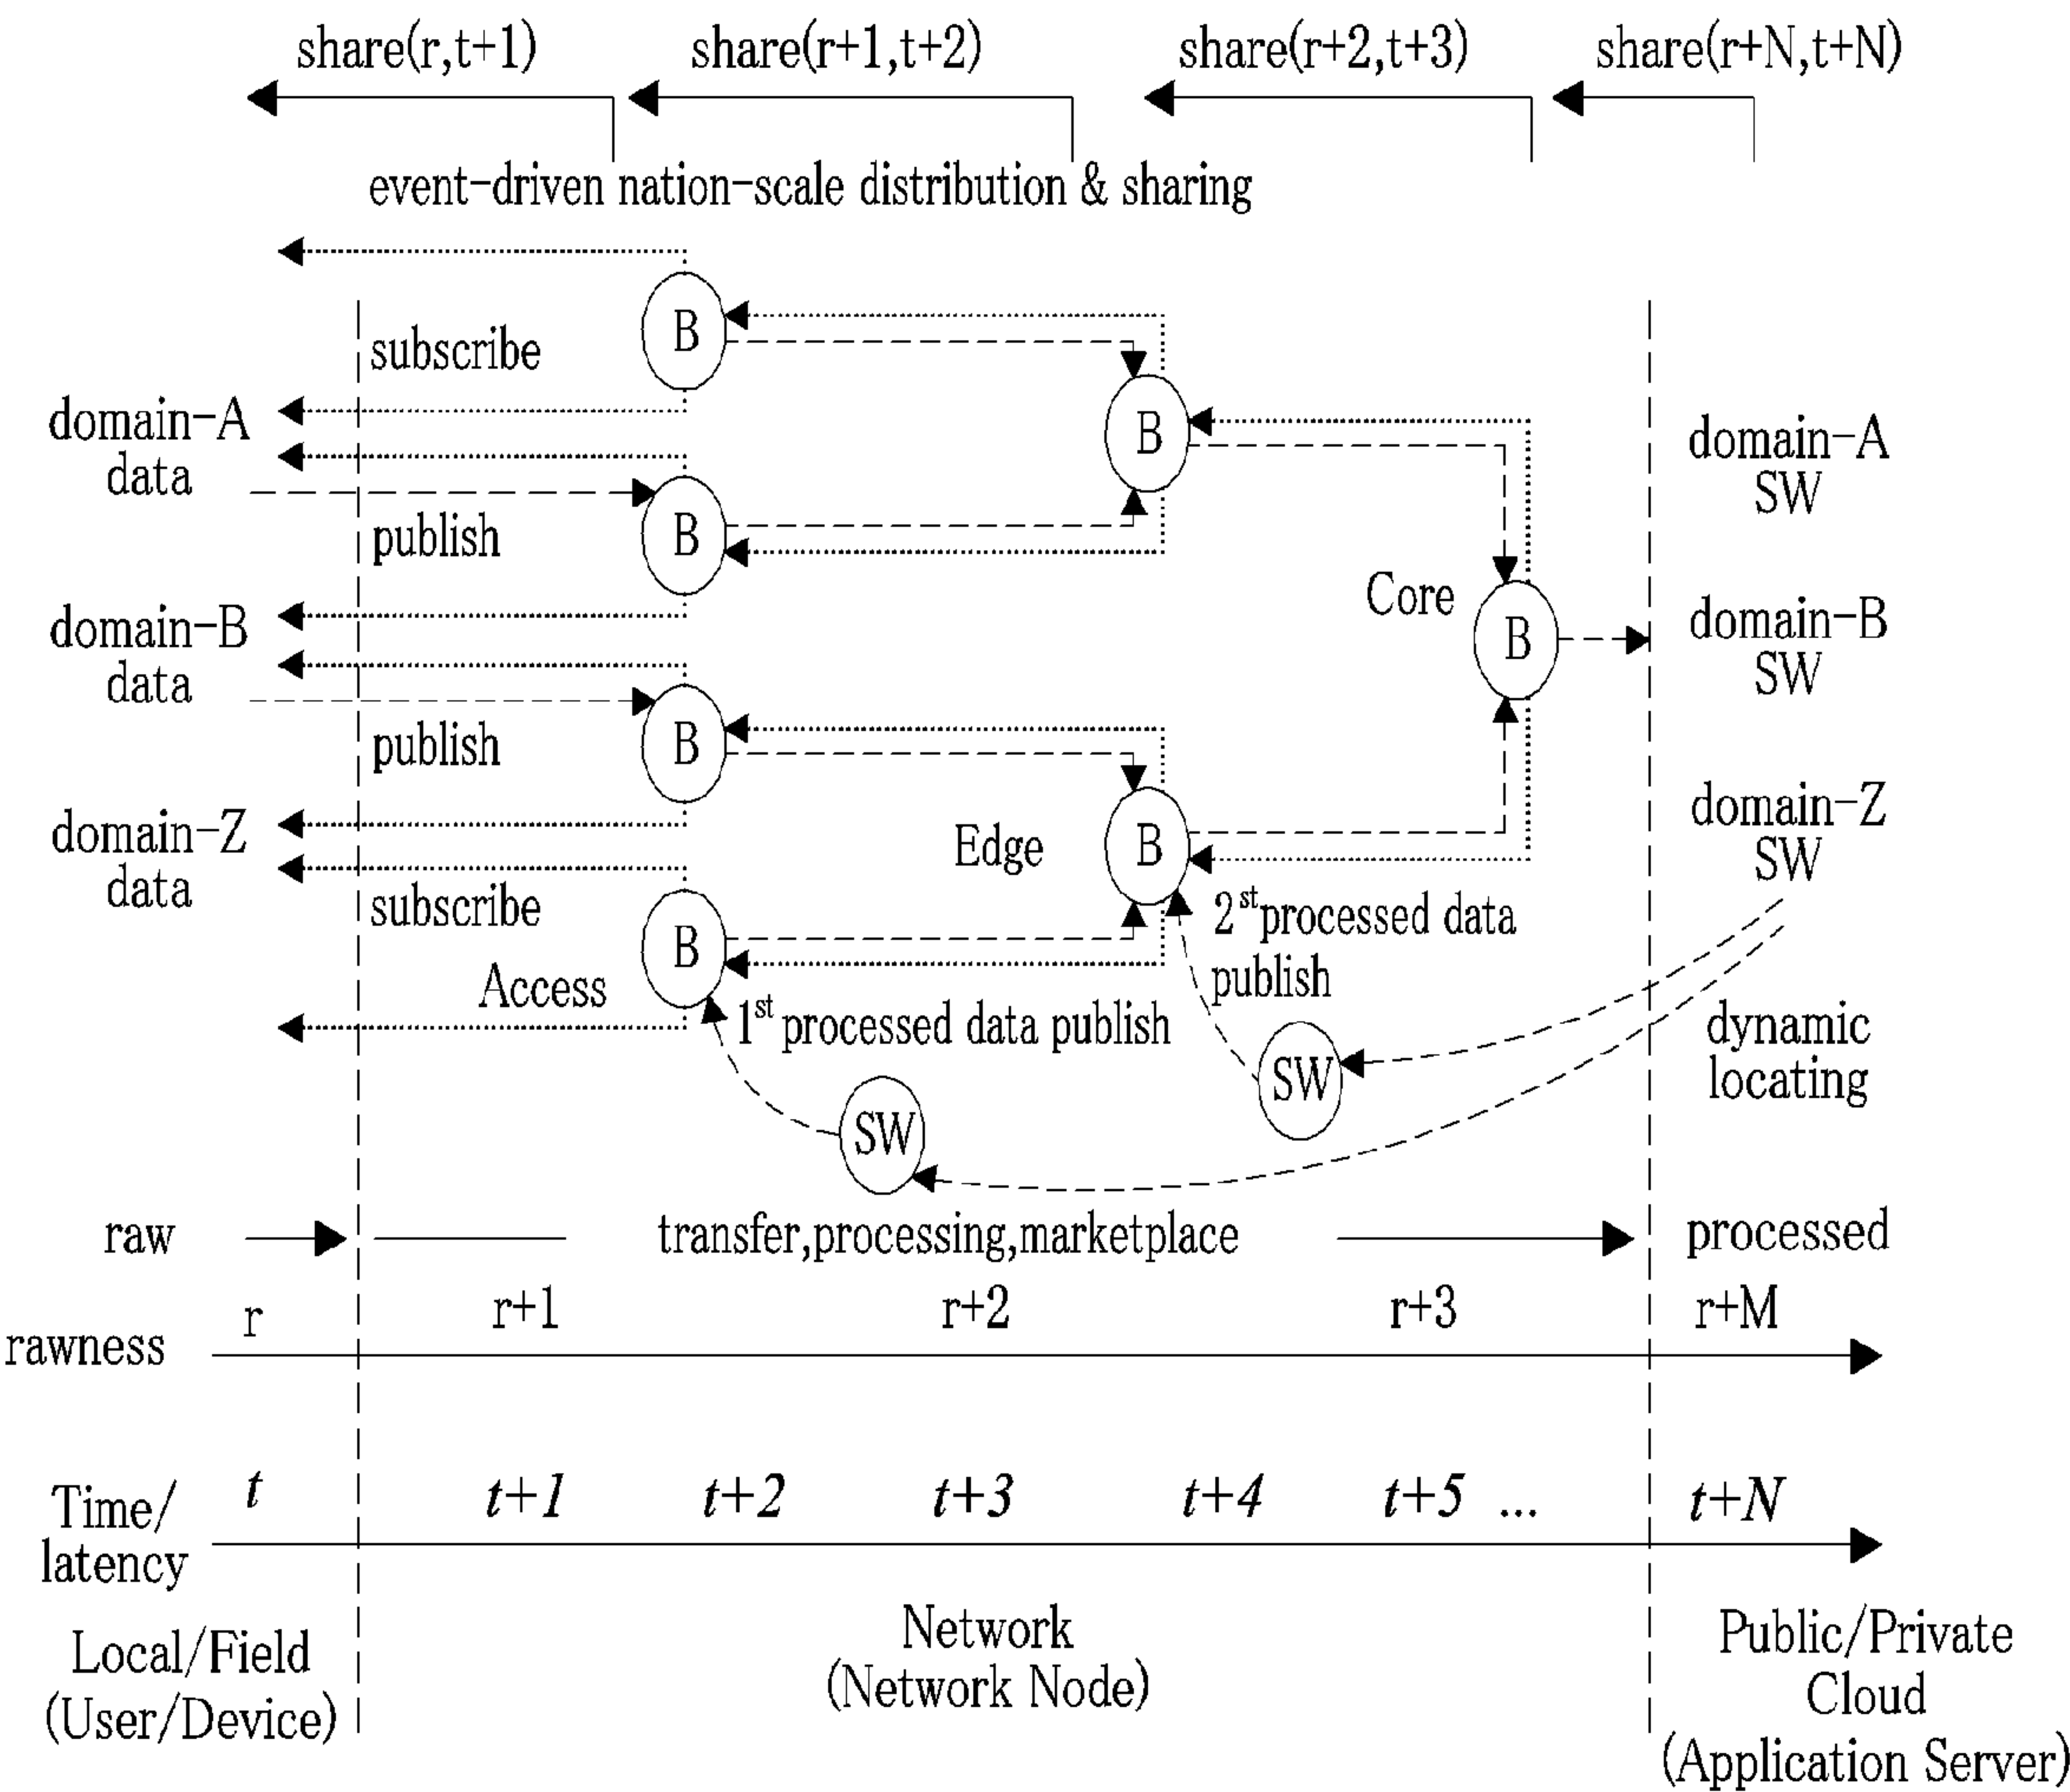 share(r,t+1)
share(r+1,t+2)
share(r+2,t+3)
share(r+N,t+N)
event-driven nation-scale distribution & sharing
B
subscribe
B
domain-A
data
domain-A
SW
B
publish
Core
B
domain-B
data
domain-B
SW
B
publish
domain-Z
data
Edge
B
domain-Z
SW
subscribe
B
2st processed data
publish
Access
1st processed data publish
SW
SW
dynamic
locating
raw
transfer,processing,marketplace
processed
rawness
r
r+1
r+2
r+3
r+M
Time/
latency
t
t+1
t+2
t+3
t+4
t+5
...
t+N
Local/Field
(User/Device)
Network
(Network Node)
Public/Private
Cloud
(Application Server)